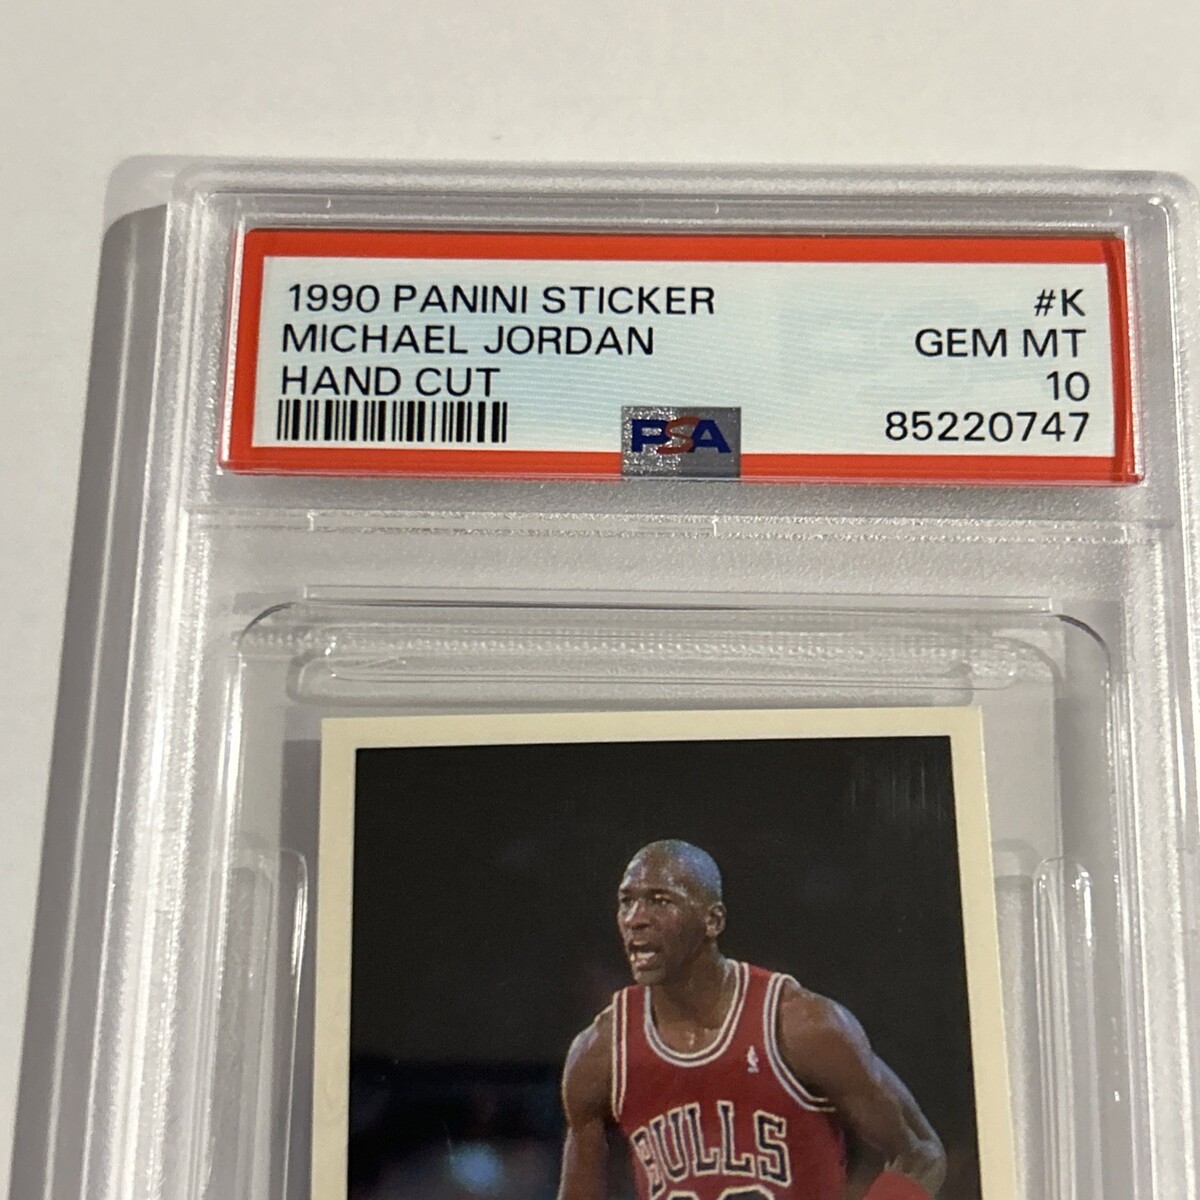 1990 PANINI STICKER #K
MICHAEL JORDAN GEM MT
HAND CUT 10
85220747
PSA
BULLS